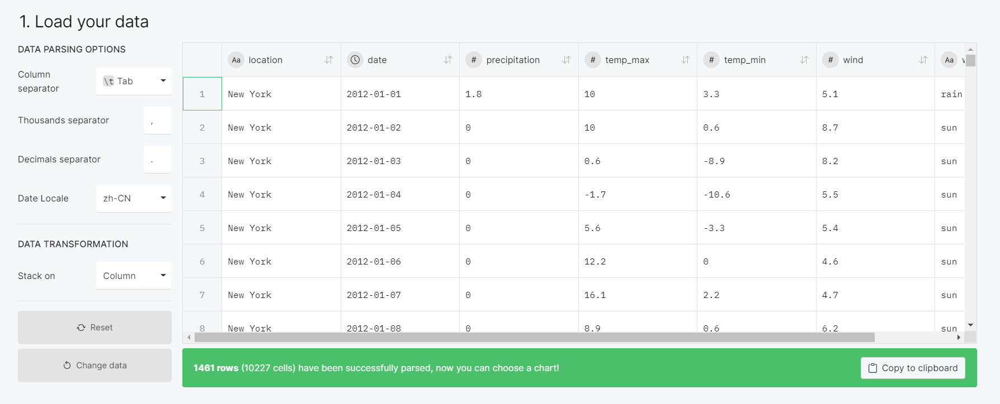 1. Load your data
DATA PARSING OPTIONS
Column separator
\t Tab
Thousands separator
,
Decimals separator
.
Date Locale
zh-CN
DATA TRANSFORMATION
Stack on
Column
Reset
Change data
Aa location # date # precipitation # temp_max # temp_min # wind Aa
1 New York 2012-01-01 1.8 10 3.3 5.1 rain
2 New York 2012-01-02 0 10 0.6 8.7 sun
3 New York 2012-01-03 0 0.6 -8.9 8.2 sun
4 New York 2012-01-04 0 -1.7 -10.6 5.5 sun
5 New York 2012-01-05 0 5.6 -3.3 5.4 sun
6 New York 2012-01-06 0 12.2 0 4.6 sun
7 New York 2012-01-07 0 16.1 2.2 4.7 sun
8 New York 2012-01-08 0 8.9 0.6 6.2 sun
1461 rows (10227 cells) have been successfully parsed, now you can choose a chart!
Copy to clipboard